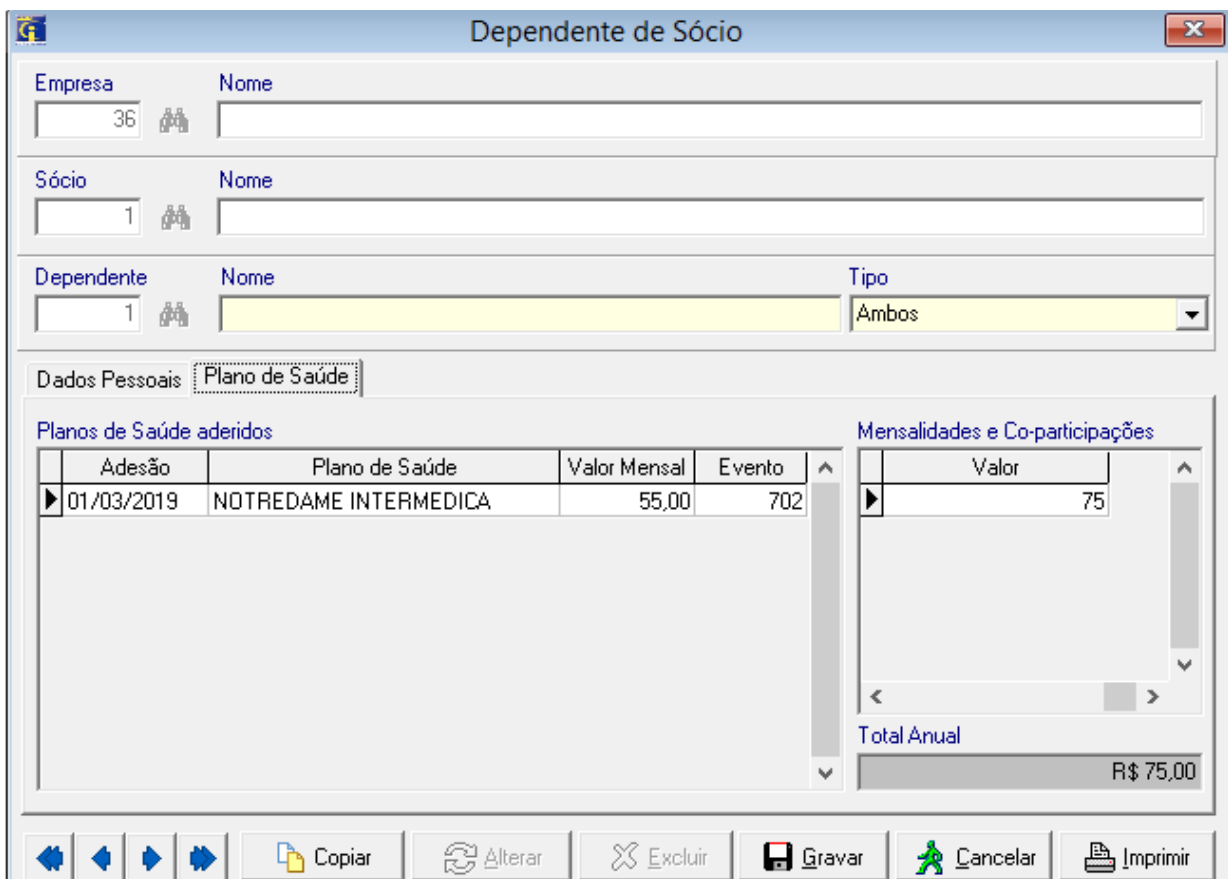 Dependente de Sócio
Empresa Nome
36
Sócio Nome
1
Dependente Nome Tipo
1 Ambos
Dados Pessoais Plano de Saúde
Planos de Saúde aderidos Mensalidades e Co-participações
Adesão Plano de Saúde Valor Mensal Evento Valor
01/03/2019 NOTREDAME INTERMEDICA 55,00 702 75
Total Anual
R$ 75,00
Copiar Alterar Excluir Gravar Cancelar Imprimir